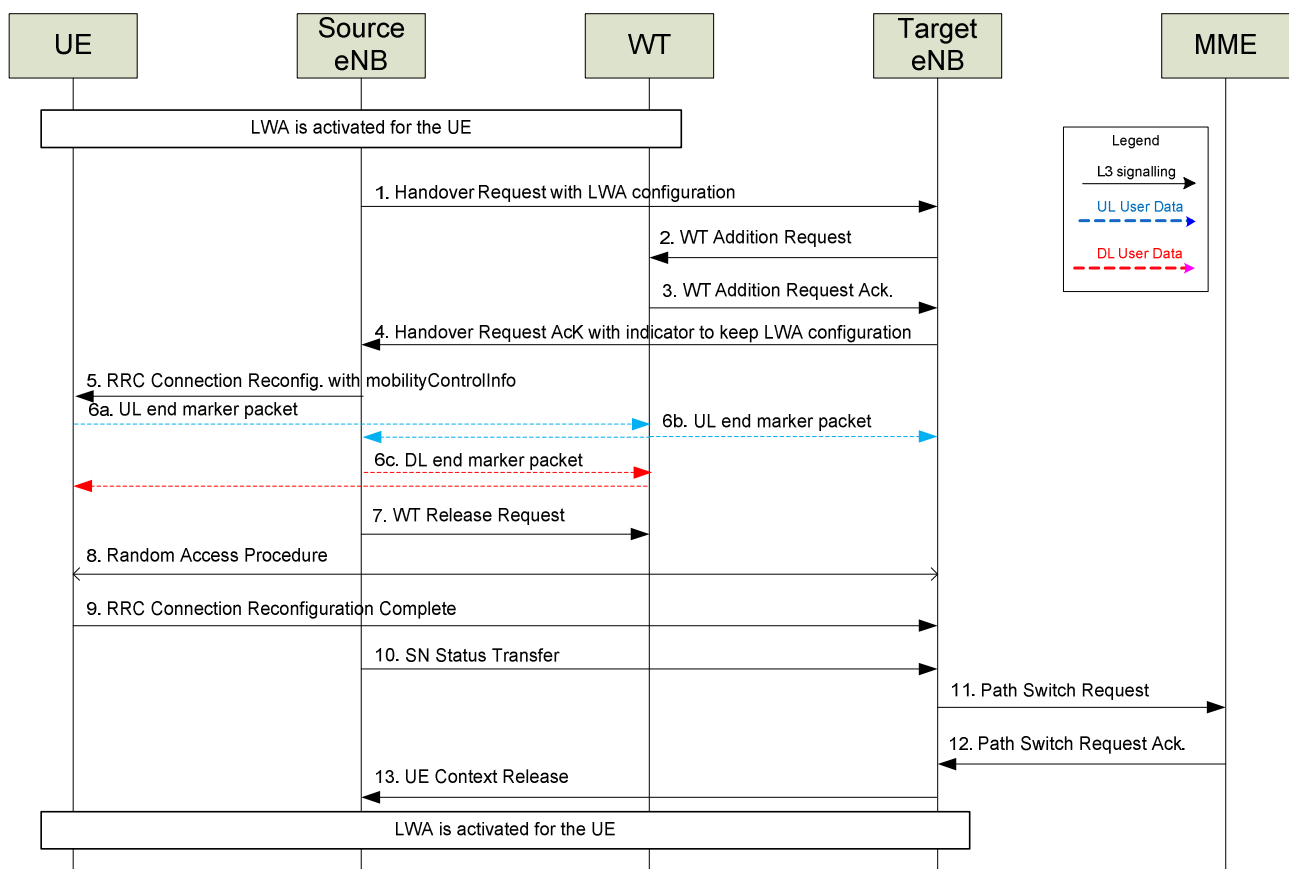 UE
Source
eNB
WT
Target
eNB
MME
LWA is activated for the UE
Legend
L3 signalling
UL User Data
DL User Data
1. Handover Request with LWA configuration
2. WT Addition Request
3. WT Addition Request Ack.
4. Handover Request AcK with indicator to keep LWA configuration
5. RRC Connection Reconfig. with mobilityControlInfo
6a. UL end marker packet
6b. UL end marker packet
6c. DL end marker packet
7. WT Release Request
8. Random Access Procedure
9. RRC Connection Reconfiguration Complete
10. SN Status Transfer
11. Path Switch Request
12. Path Switch Request Ack.
13. UE Context Release
LWA is activated for the UE